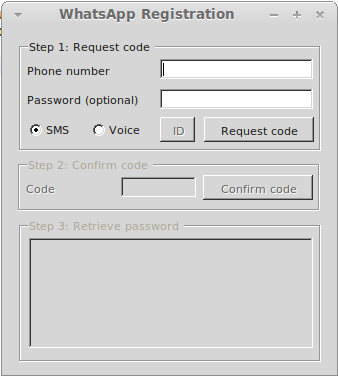 WhatsApp Registration
Step 1: Request code
Phone number
Password (optional)
SMS Voice ID Request code
Step 2: Confirm code
Code Confirm code
Step 3: Retrieve password